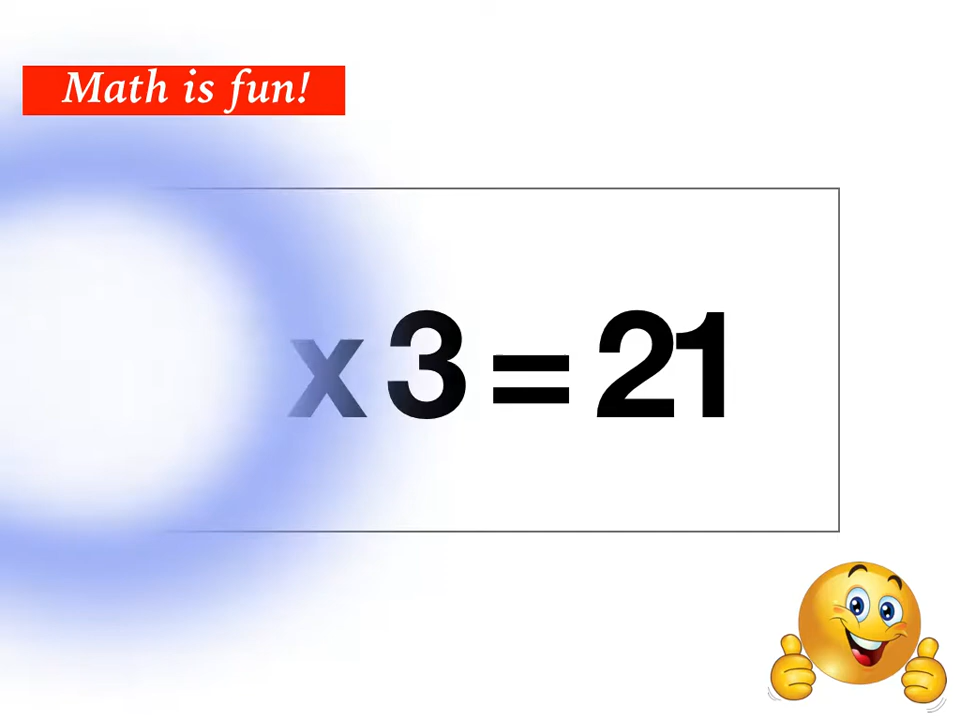 Math is fun!
x 3 = 21